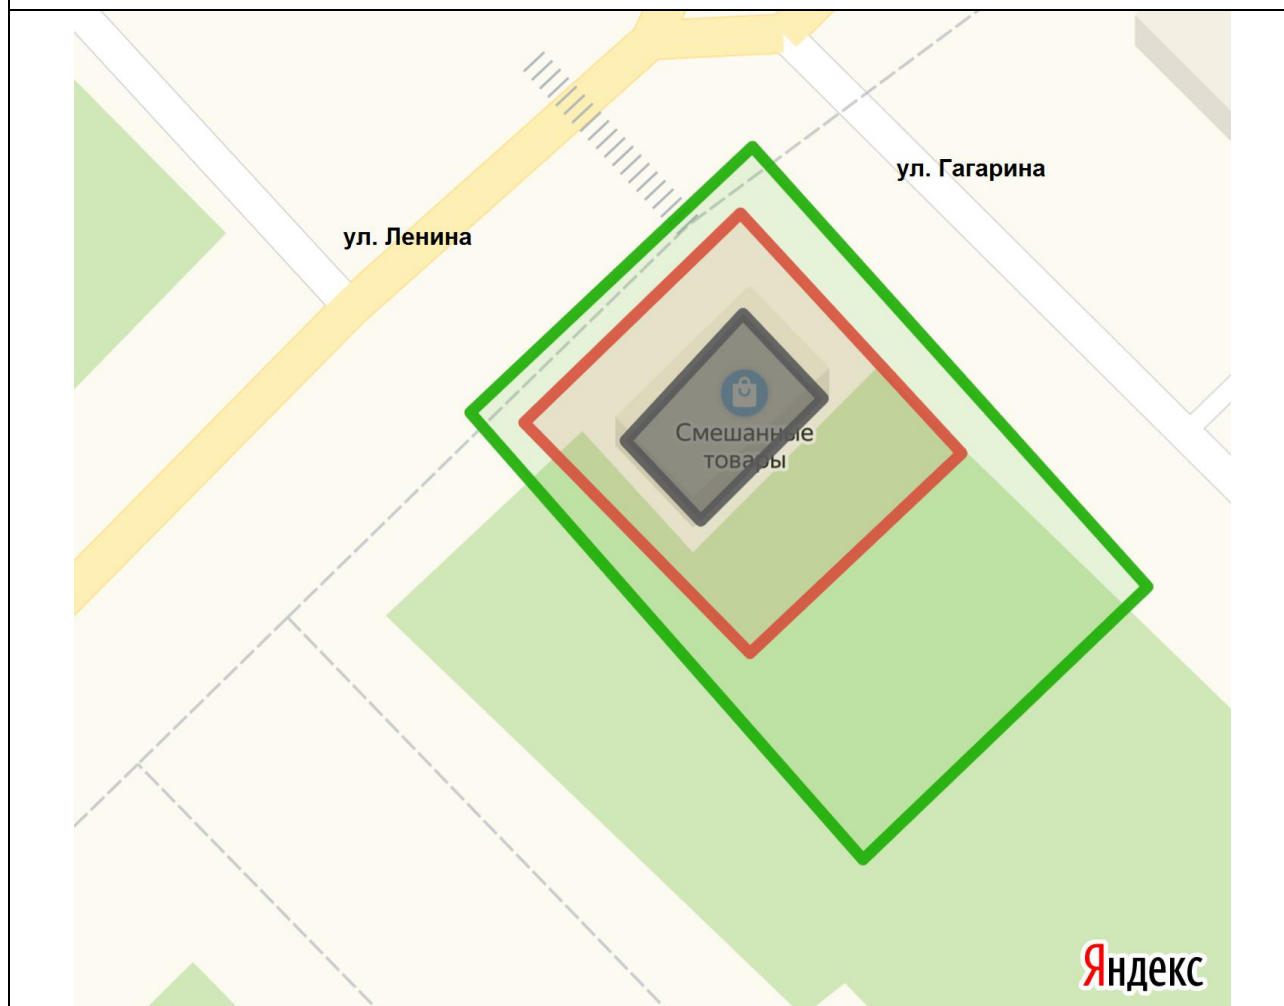 ул. Гагарина
ул. Ленина
Смешанные
товары
Яндекс